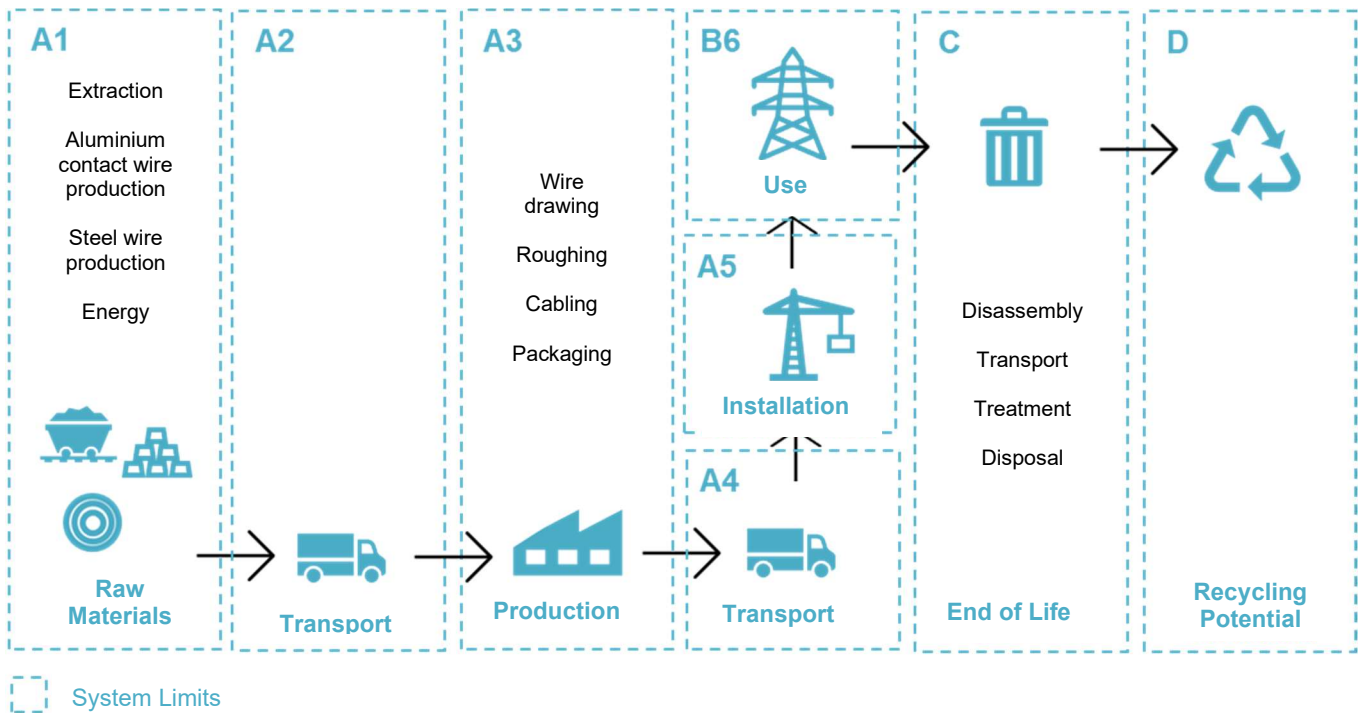 A1
Extraction
Aluminium
contact wire
production
Steel wire
production
Energy
Raw
Materials
A2
Transport
A3
Wire
drawing
Roughing
Cabling
Packaging
Production
B6
Use
A5
Installation
A4
Transport
C
Disassembly
Transport
Treatment
Disposal
End of Life
D
Recycling
Potential
System Limits